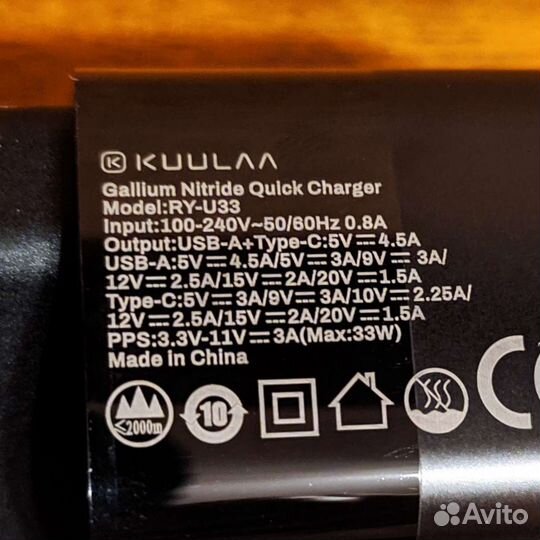 KUULAA
Gallium Nitride Quick Charger
Model:RY-U33
Input:100-240V~50/60Hz 0.8A
Output:USB-A+Type-C:5V⎓4.5A
USB-A:5V⎓4.5A/5V⎓3A/9V⎓3A/
12V⎓2.5A/15V⎓2A/20V⎓1.5A
Type-C:5V⎓3A/9V⎓3A/10V⎓2.25A/
12V⎓2.5A/15V⎓2A/20V⎓1.5A
PPS:3.3V-11V⎓3A(Max:33W)
Made in China
≤2000m
10
CE
Avito